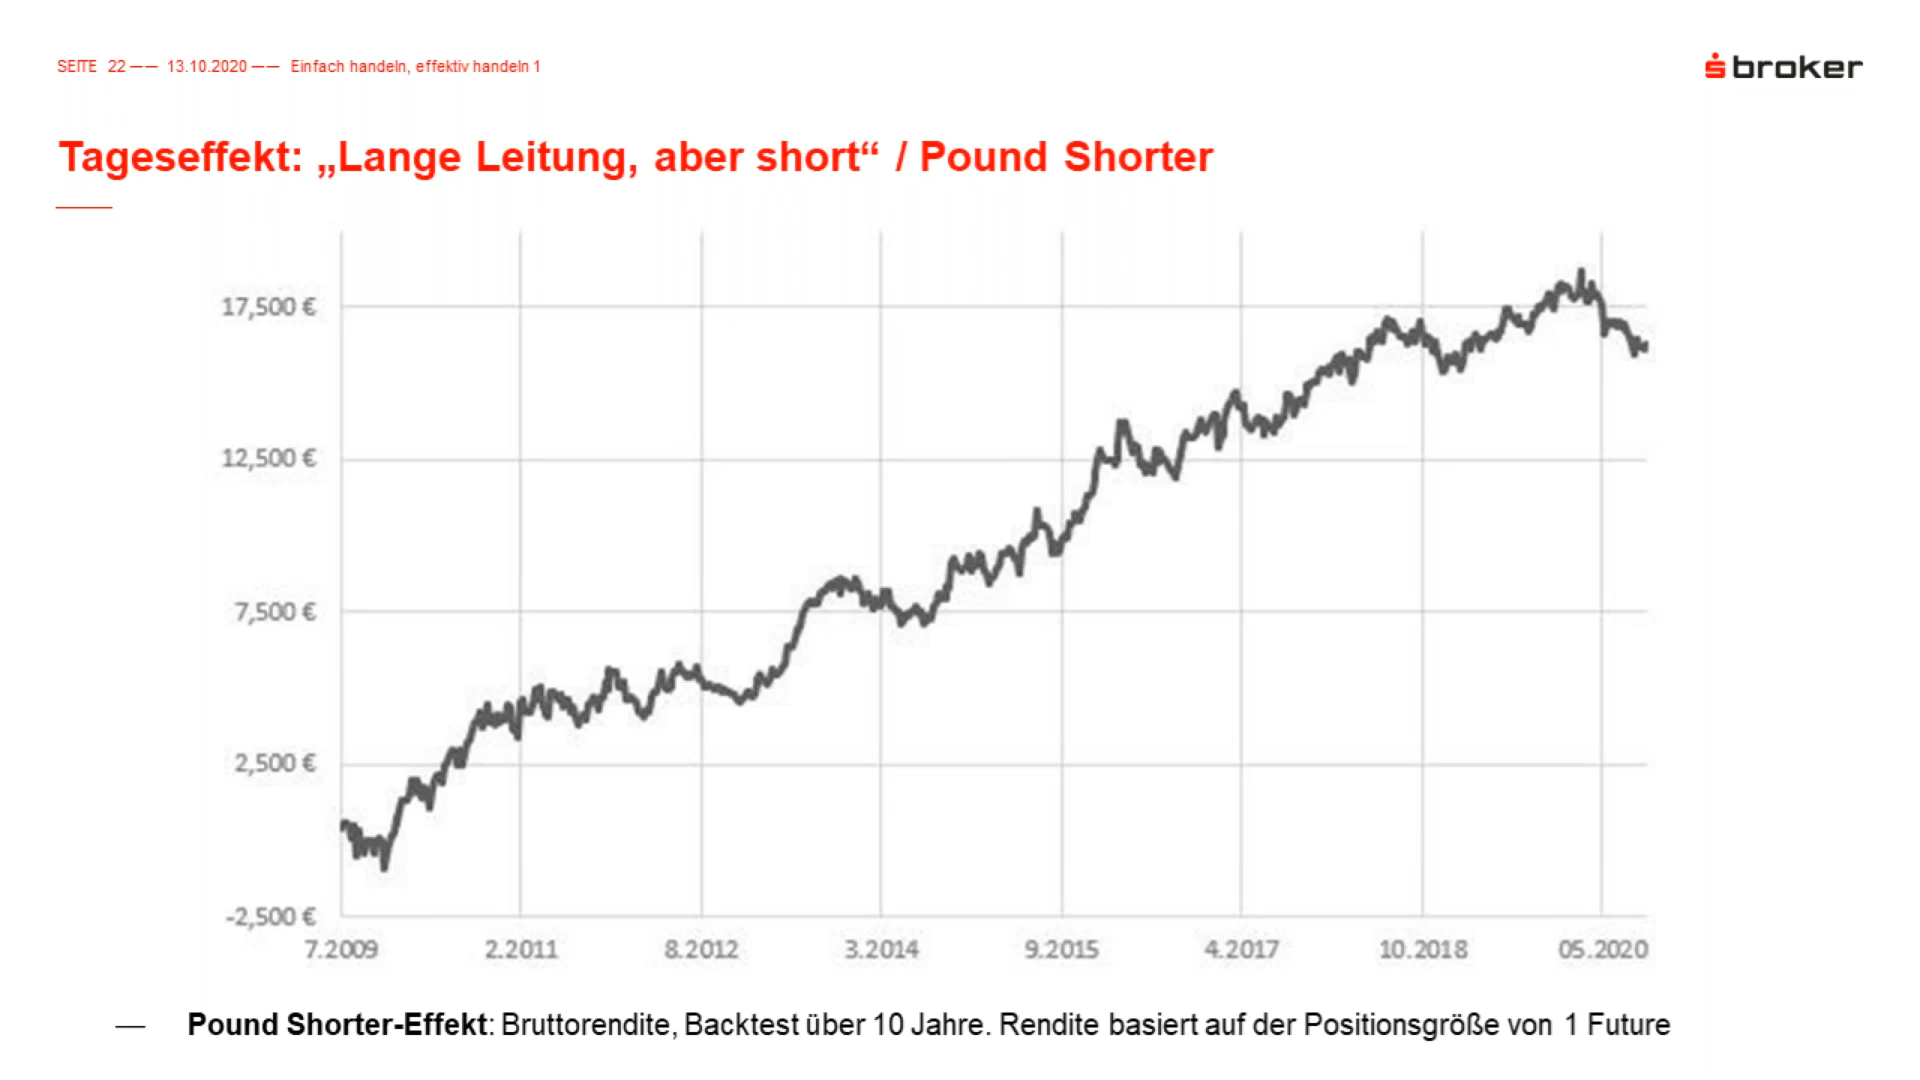 SEITE 22 —— 13.10.2020 —— Einfach handeln, effektiv handeln 1
broker
Tageseffekt: „Lange Leitung, aber short“ / Pound Shorter
17,500 €
12,500 €
7,500 €
2,500 €
-2,500 €
7.2009 2.2011 8.2012 3.2014 9.2015 4.2017 10.2018 05.2020
— Pound Shorter-Effekt: Bruttorendite, Backtest über 10 Jahre. Rendite basiert auf der Positionsgröße von 1 Future